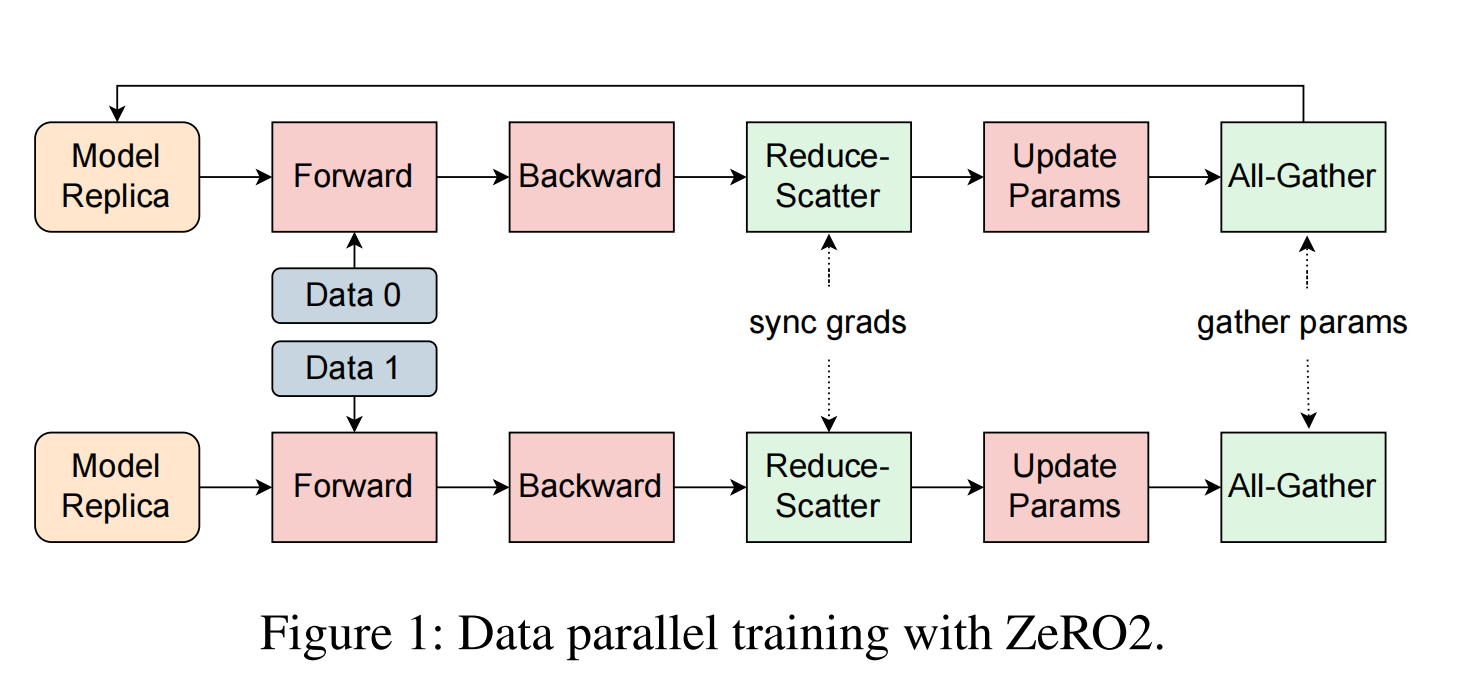 Model
Replica
Forward
Backward
Reduce-
Scatter
Update
Params
All-Gather
Data 0
sync grads
gather params
Data 1
Model
Replica
Forward
Backward
Reduce-
Scatter
Update
Params
All-Gather
Figure 1: Data parallel training with ZeRO2.